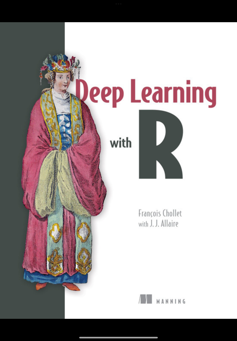 Deep Learning
with R
François Chollet
with J. J. Allaire
MANNING